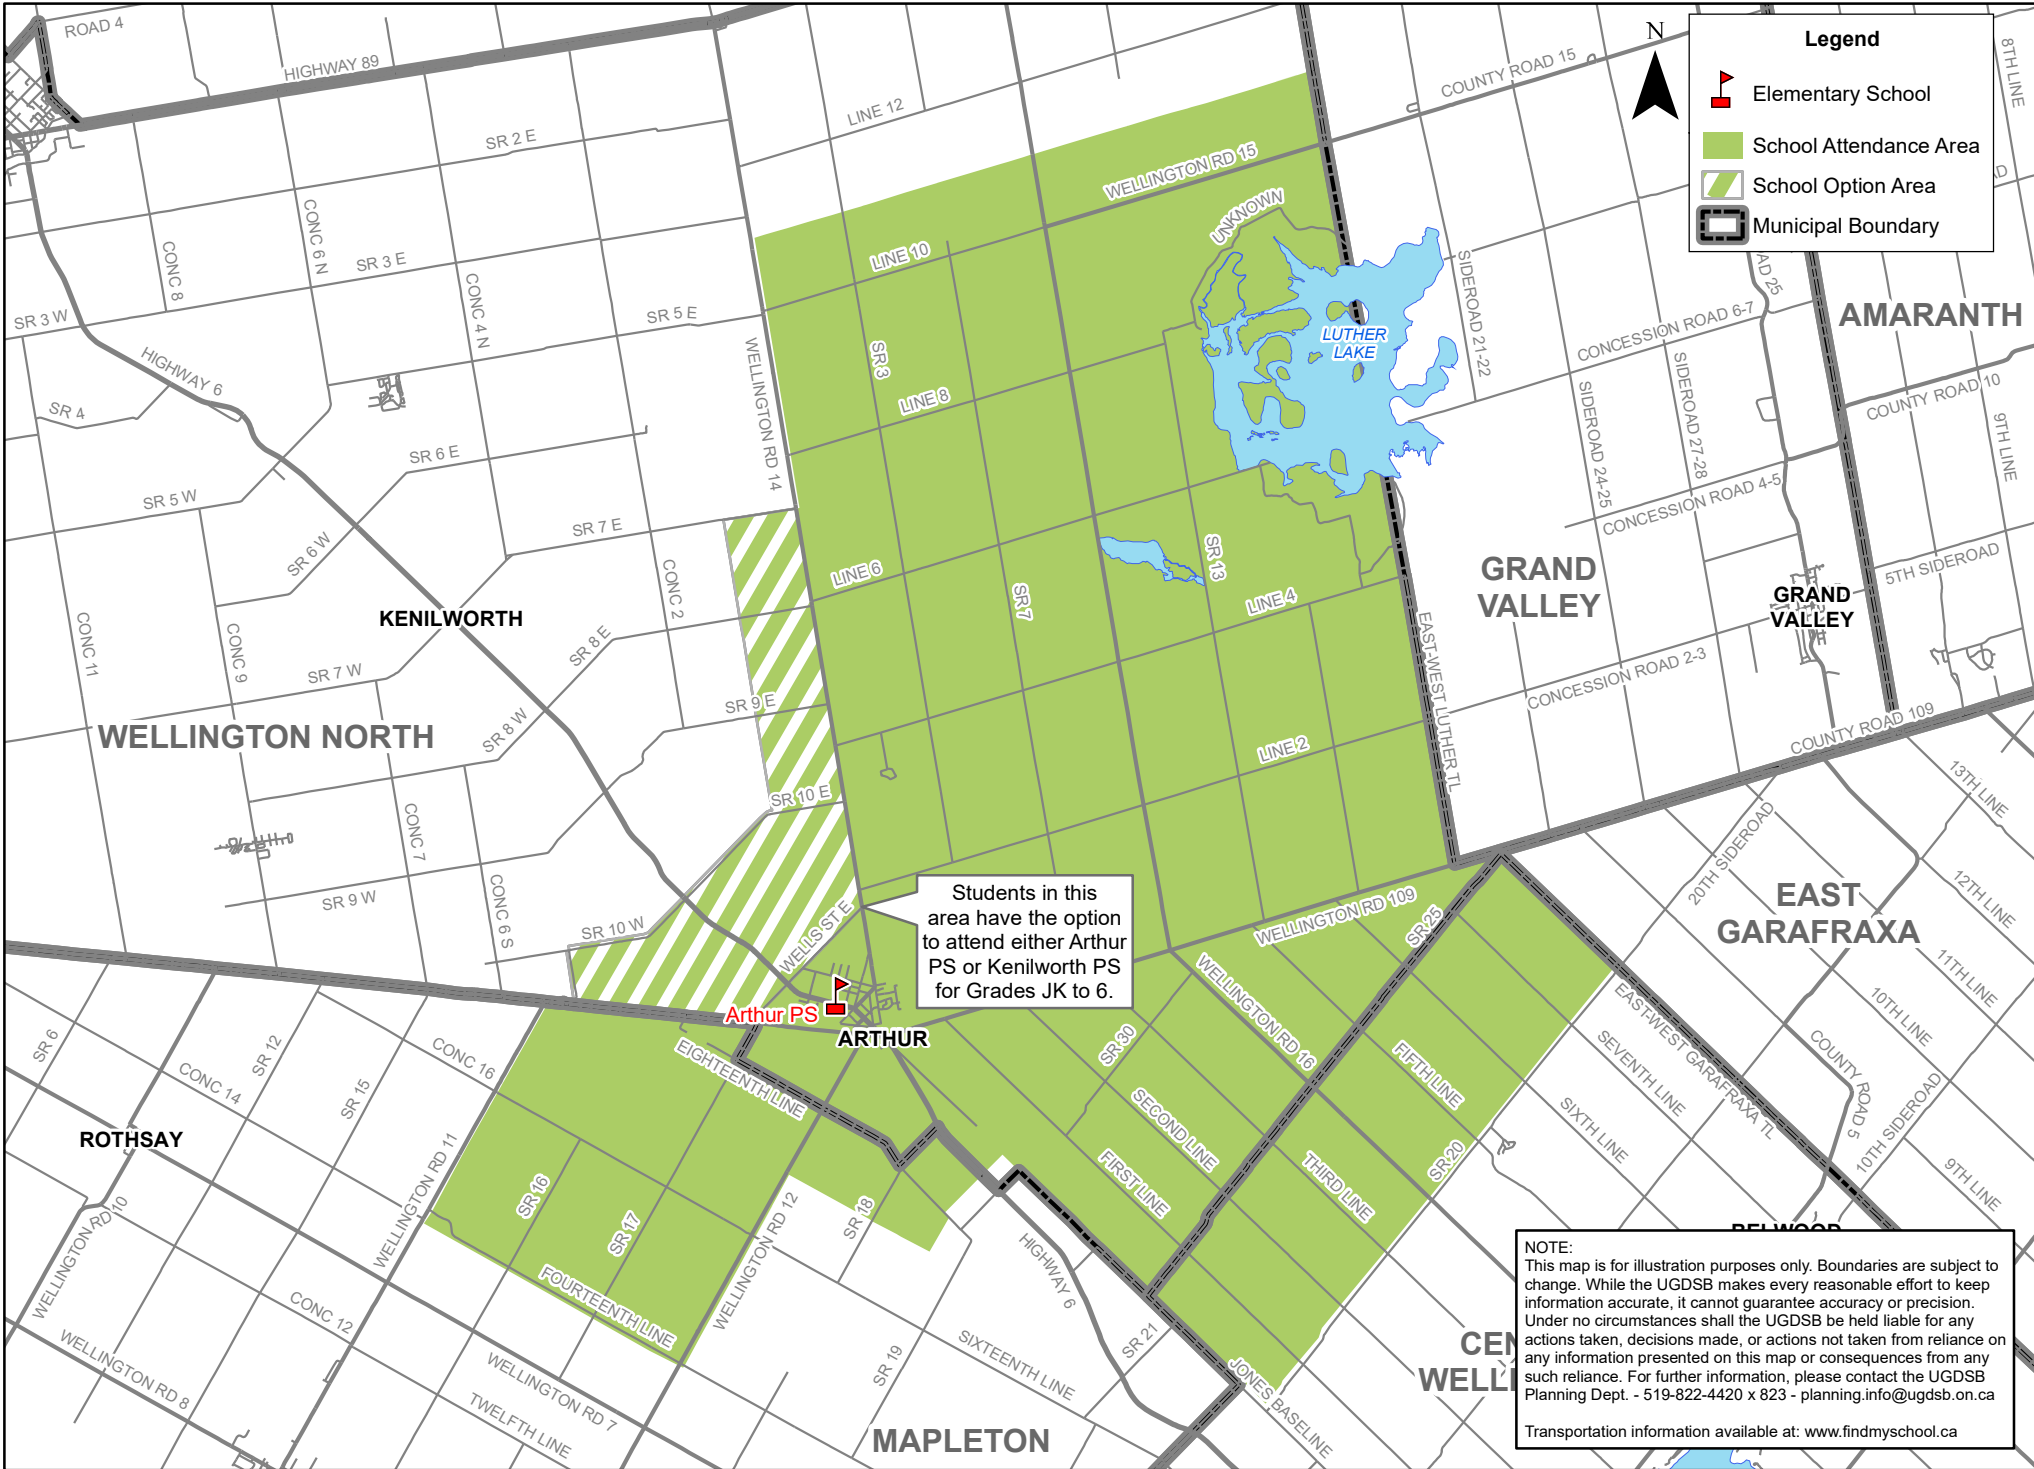 ROAD 4
HIGHWAY 89
LINE 12
COUNTY ROAD 15
N
Legend
Elementary School
School Attendance Area
School Option Area
Municipal Boundary
8TH LINE
SR 2 E
WELLINGTON RD 15
UNKNOWN
CONC 6 N
CONC 8
SR 3 E
CONC 4 N
LINE 10
SIDEROAD 21-22
AD 25
AMARANTH
SR 3 W
SR 5 E
SR 3
LUTHER
LAKE
CONCESSION ROAD 6-7
HIGHWAY 6
WELLINGTON RD 14
SR 4
LINE 8
SIDEROAD 24-25
SIDEROAD 27-28
COUNTY ROAD 10
9TH LINE
SR 6 E
SR 5 W
SR 7 E
SR 6 W
CONCESSION ROAD 4-5
LINE 6
SR 13
SR 7
CONC 2
GRAND
VALLEY
5TH SIDEROAD
GRAND
VALLEY
LINE 4
KENILWORTH
CONC 11
CONC 9
SR 8 E
SR 7 W
EAST-WEST LUTHER TL
CONCESSION ROAD 2-3
SR 9 E
SR 8 W
WELLINGTON NORTH
LINE 2
COUNTY ROAD 109
SR 10 E
CONC 7
13TH LINE
20TH SIDEROAD
SR 9 W
CONC 6 S
SR 10 W
WELLS ST E
Students in this
area have the option
to attend either Arthur
PS or Kenilworth PS
for Grades JK to 6.
WELLINGTON RD 109
SR 25
EAST
GARAFRAXA
12TH LINE
11TH LINE
10TH LINE
Arthur PS
ARTHUR
WELLINGTON RD 16
EAST-WEST GARAFRAXA TL
SR 6
SR 12
CONC 16
CONC 14
SR 15
EIGHTEENTH LINE
SR 30
FIFTH LINE
SEVENTH LINE
SIXTH LINE
COUNTY ROAD 5
10TH SIDEROAD
9TH LINE
ROTHSAY
WELLINGTON RD 11
SECOND LINE
FIRST LINE
THIRD LINE
SR 20
SR 16
SR 17
SR 18
WELLINGTON RD 12
WELLINGTON RD 10
HIGHWAY 6
FOURTEENTH LINE
CONC 12
WELLINGTON RD 8
WELLINGTON RD 7
TWELFTH LINE
SR 19
SIXTEENTH LINE
SR 21
JONES BASELINE
MAPLETON
BELWOOD
CEN
WELL
NOTE:
This map is for illustration purposes only. Boundaries are subject to
change. While the UGDSB makes every reasonable effort to keep
information accurate, it cannot guarantee accuracy or precision.
Under no circumstances shall the UGDSB be held liable for any
actions taken, decisions made, or actions not taken from reliance on
any information presented on this map or consequences from any
such reliance. For further information, please contact the UGDSB
Planning Dept. - 519-822-4420 x 823 - planning.info@ugdsb.on.ca
Transportation information available at: www.findmyschool.ca